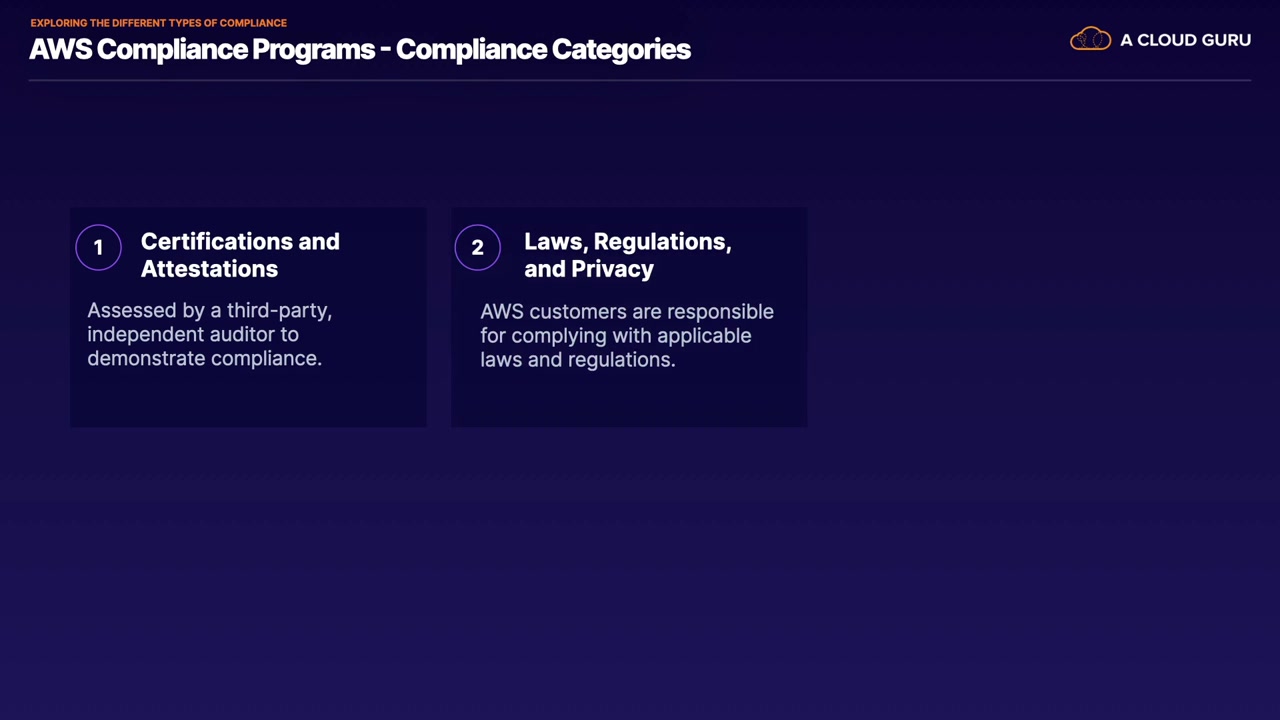 EXPLORING THE DIFFERENT TYPES OF COMPLIANCE
AWS Compliance Programs - Compliance Categories
A CLOUD GURU
1
Certifications and
Attestations
Assessed by a third-party,
independent auditor to
demonstrate compliance.
2
Laws, Regulations,
and Privacy
AWS customers are responsible
for complying with applicable
laws and regulations.